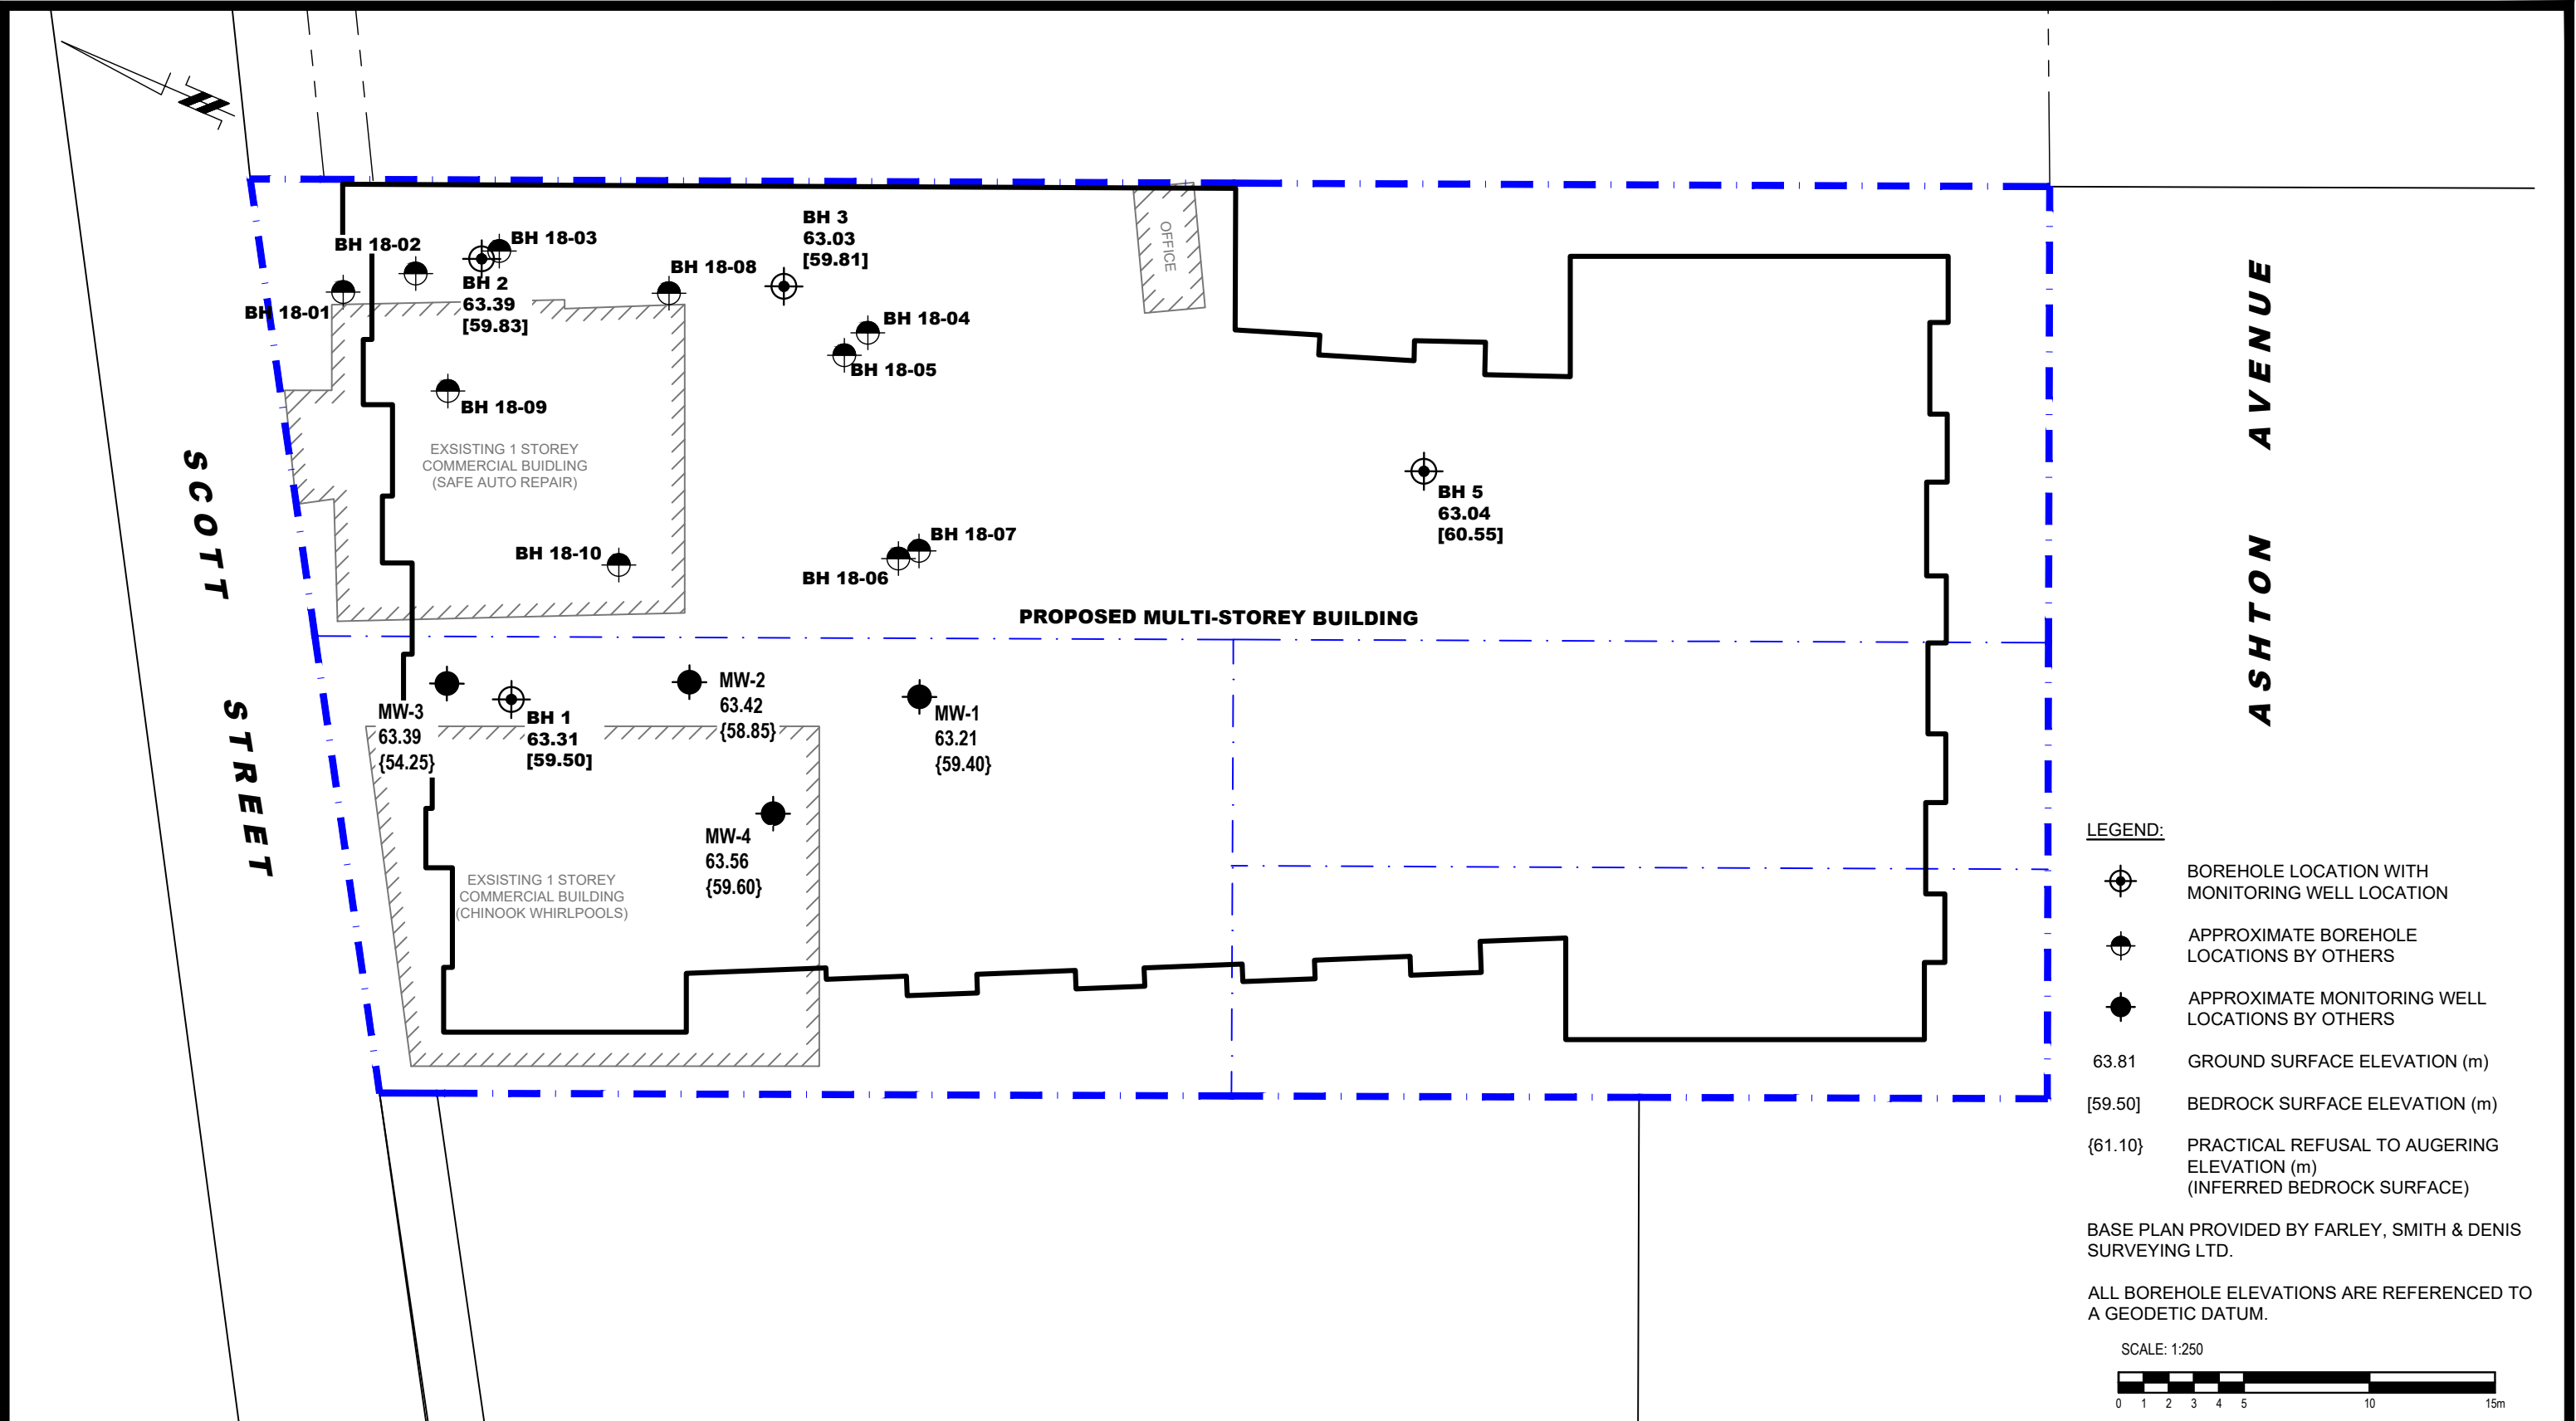 BH 3
63.03
[59.81]
BH 18-02
BH 18-03
BH 18-08
BH 2
63.39
[59.83]
BH 18-01
OFFICE
BH 18-04
BH 18-05
BH 18-09
EXSISTING 1 STOREY
COMMERCIAL BUIDLING
(SAFE AUTO REPAIR)
BH 5
63.04
[60.55]
BH 18-10
BH 18-07
BH 18-06
PROPOSED MULTI-STOREY BUILDING
SCOTT STREET
ASHTON AVENUE
MW-3
63.39
{54.25}
BH 1
63.31
[59.50]
MW-2
63.42
{58.85}
MW-1
63.21
{59.40}
MW-4
63.56
{59.60}
EXSISTING 1 STOREY
COMMERCIAL BUILDING
(CHINOOK WHIRLPOOLS)
LEGEND:
BOREHOLE LOCATION WITH
MONITORING WELL LOCATION
APPROXIMATE BOREHOLE
LOCATIONS BY OTHERS
APPROXIMATE MONITORING WELL
LOCATIONS BY OTHERS
63.81 GROUND SURFACE ELEVATION (m)
[59.50] BEDROCK SURFACE ELEVATION (m)
{61.10} PRACTICAL REFUSAL TO AUGERING
ELEVATION (m)
(INFERRED BEDROCK SURFACE)
BASE PLAN PROVIDED BY FARLEY, SMITH & DENIS
SURVEYING LTD.
ALL BOREHOLE ELEVATIONS ARE REFERENCED TO
A GEODETIC DATUM.
SCALE: 1:250
0 1 2 3 4 5 10 15m